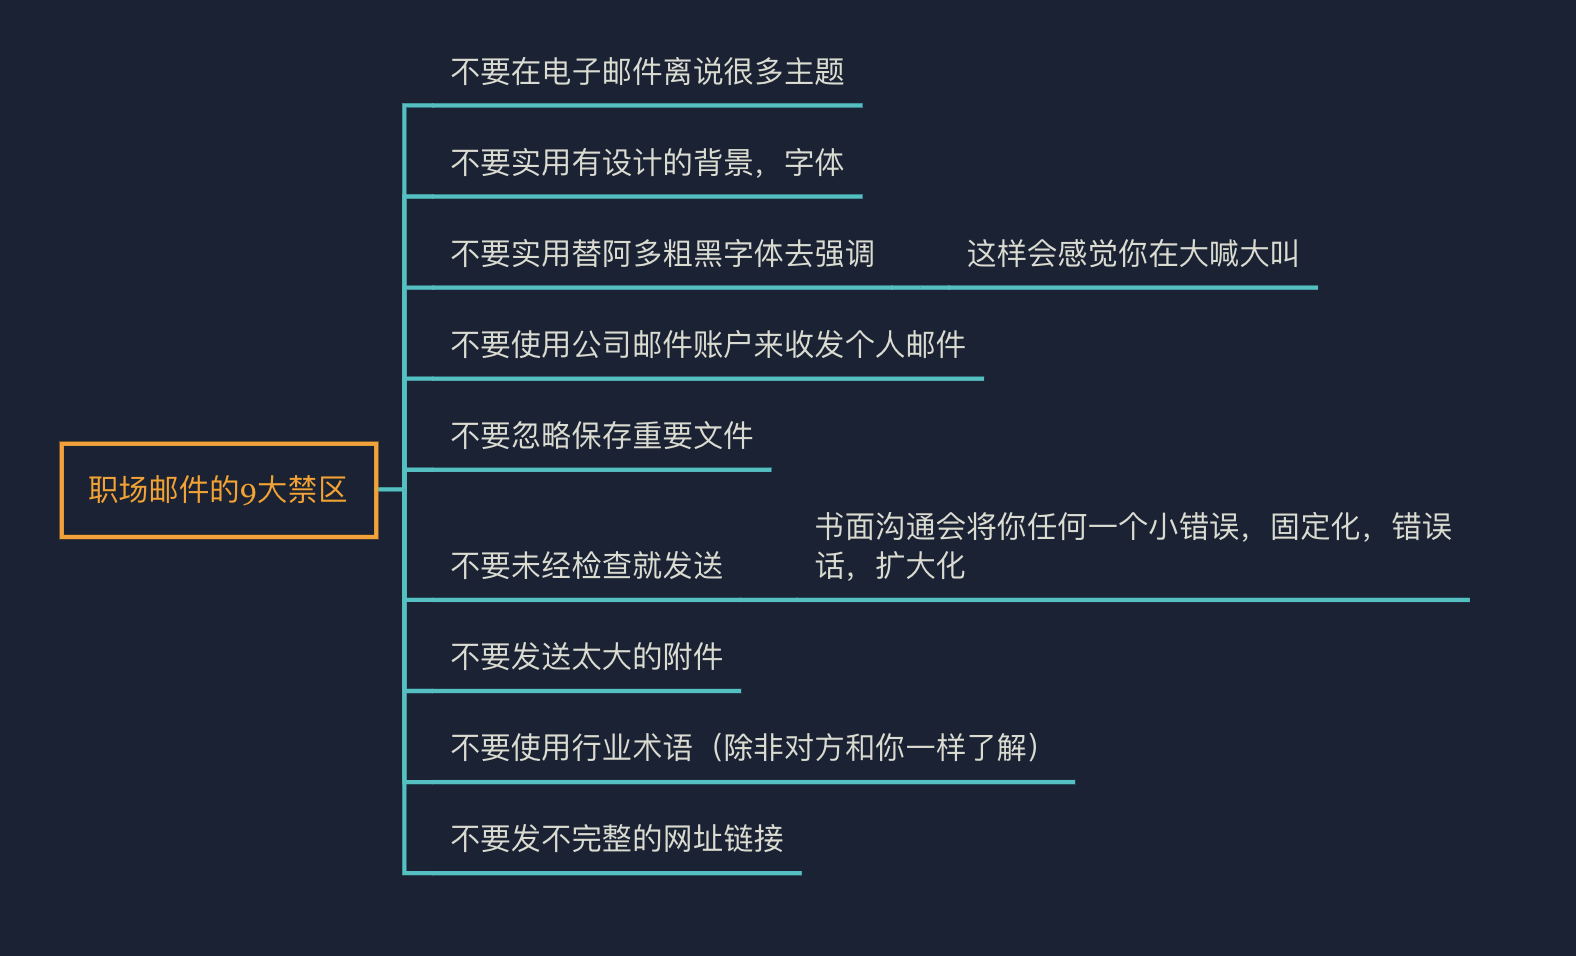 不要在电子邮件离说很多主题
不要实用有设计的背景，字体
不要实用替阿多粗黑字体去强调
这样会感觉你在大喊大叫
不要使用公司邮件账户来收发个人邮件
不要忽略保存重要文件
职场邮件的9大禁区
书面沟通会将你任何一个小错误，固定化，错误
话，扩大化
不要未经检查就发送
不要发送太大的附件
不要使用行业术语（除非对方和你一样了解）
不要发不完整的网址链接